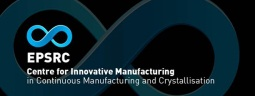 EPSRC
Centre for Innovative Manufacturing
in Continuous Manufacturing and Crystallisation